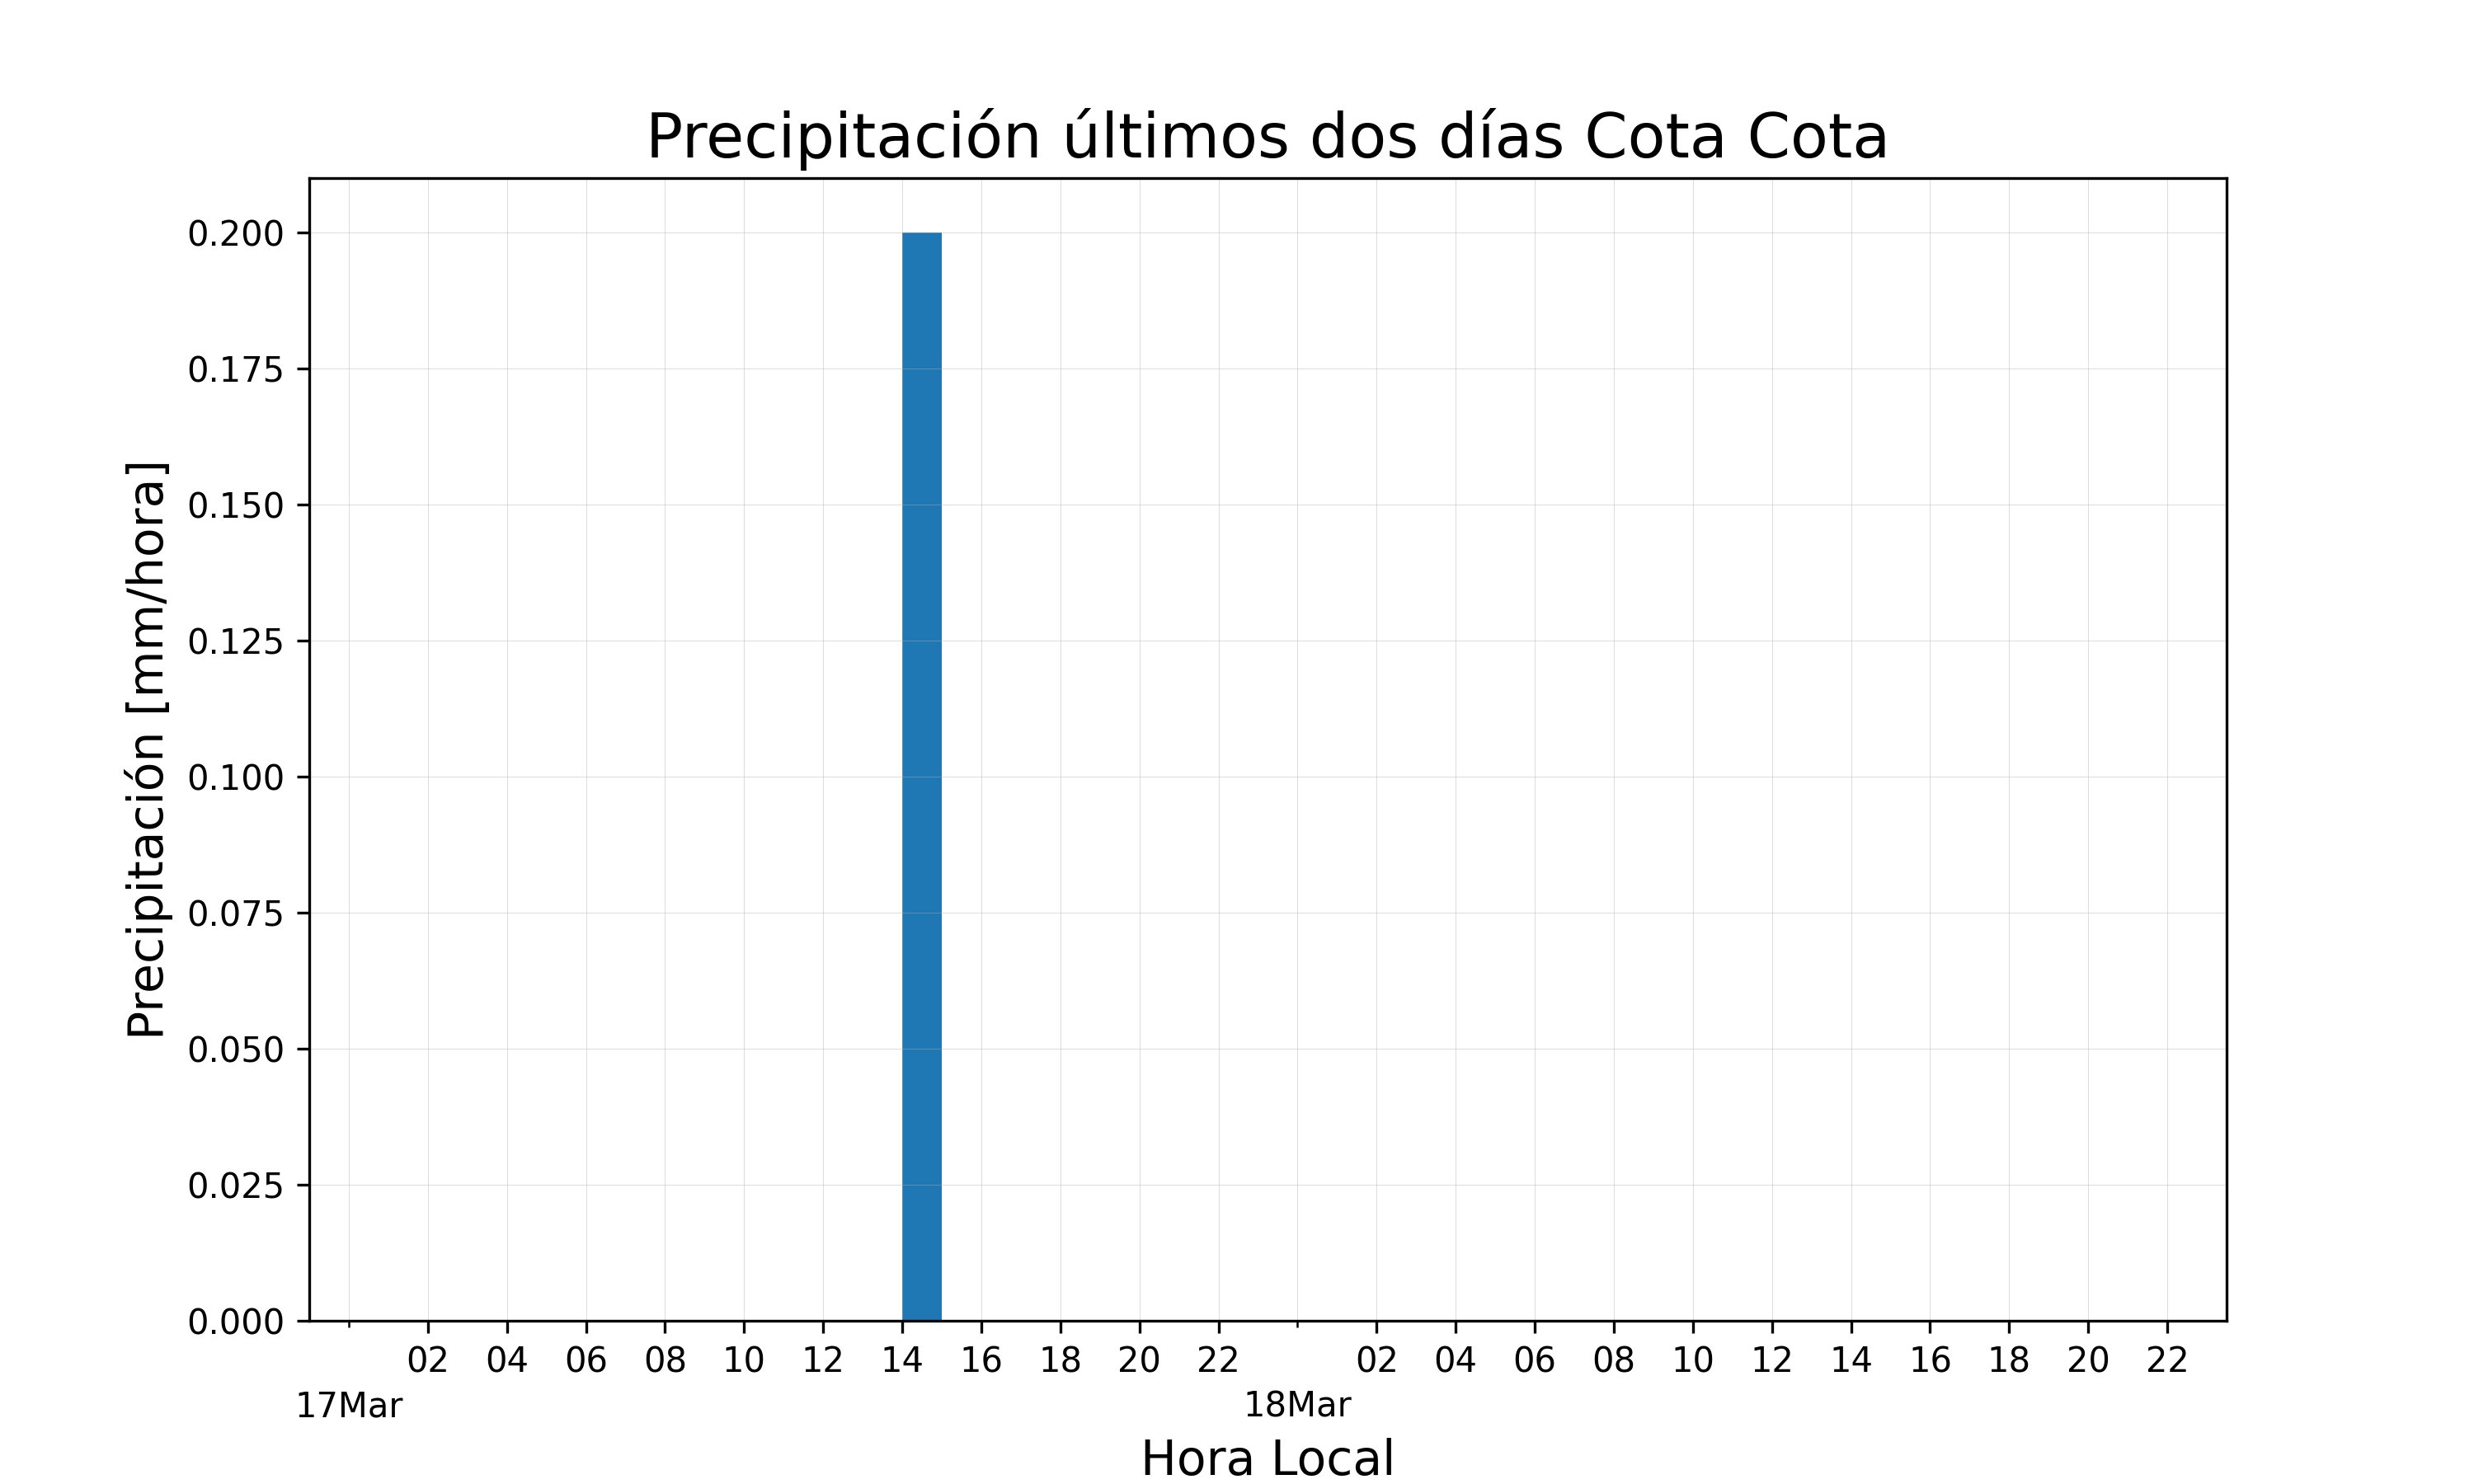 Precipitación últimos dos días Cota Cota
Precipitación [mm/hora]
0.200
0.175
0.150
0.125
0.100
0.075
0.050
0.025
0.000
02 04 06 08 10 12 14 16 18 20 22 02 04 06 08 10 12 14 16 18 20 22
17Mar 18Mar
Hora Local